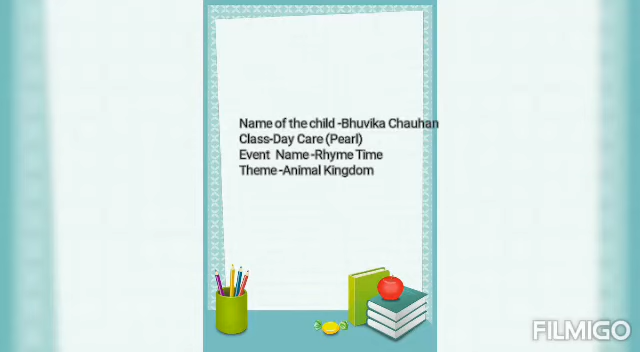 Name of the child -Bhuvika Chauhan
Class-Day Care (Pearl)
Event Name-Rhyme Time
Theme-Animal Kingdom
FILMIGO